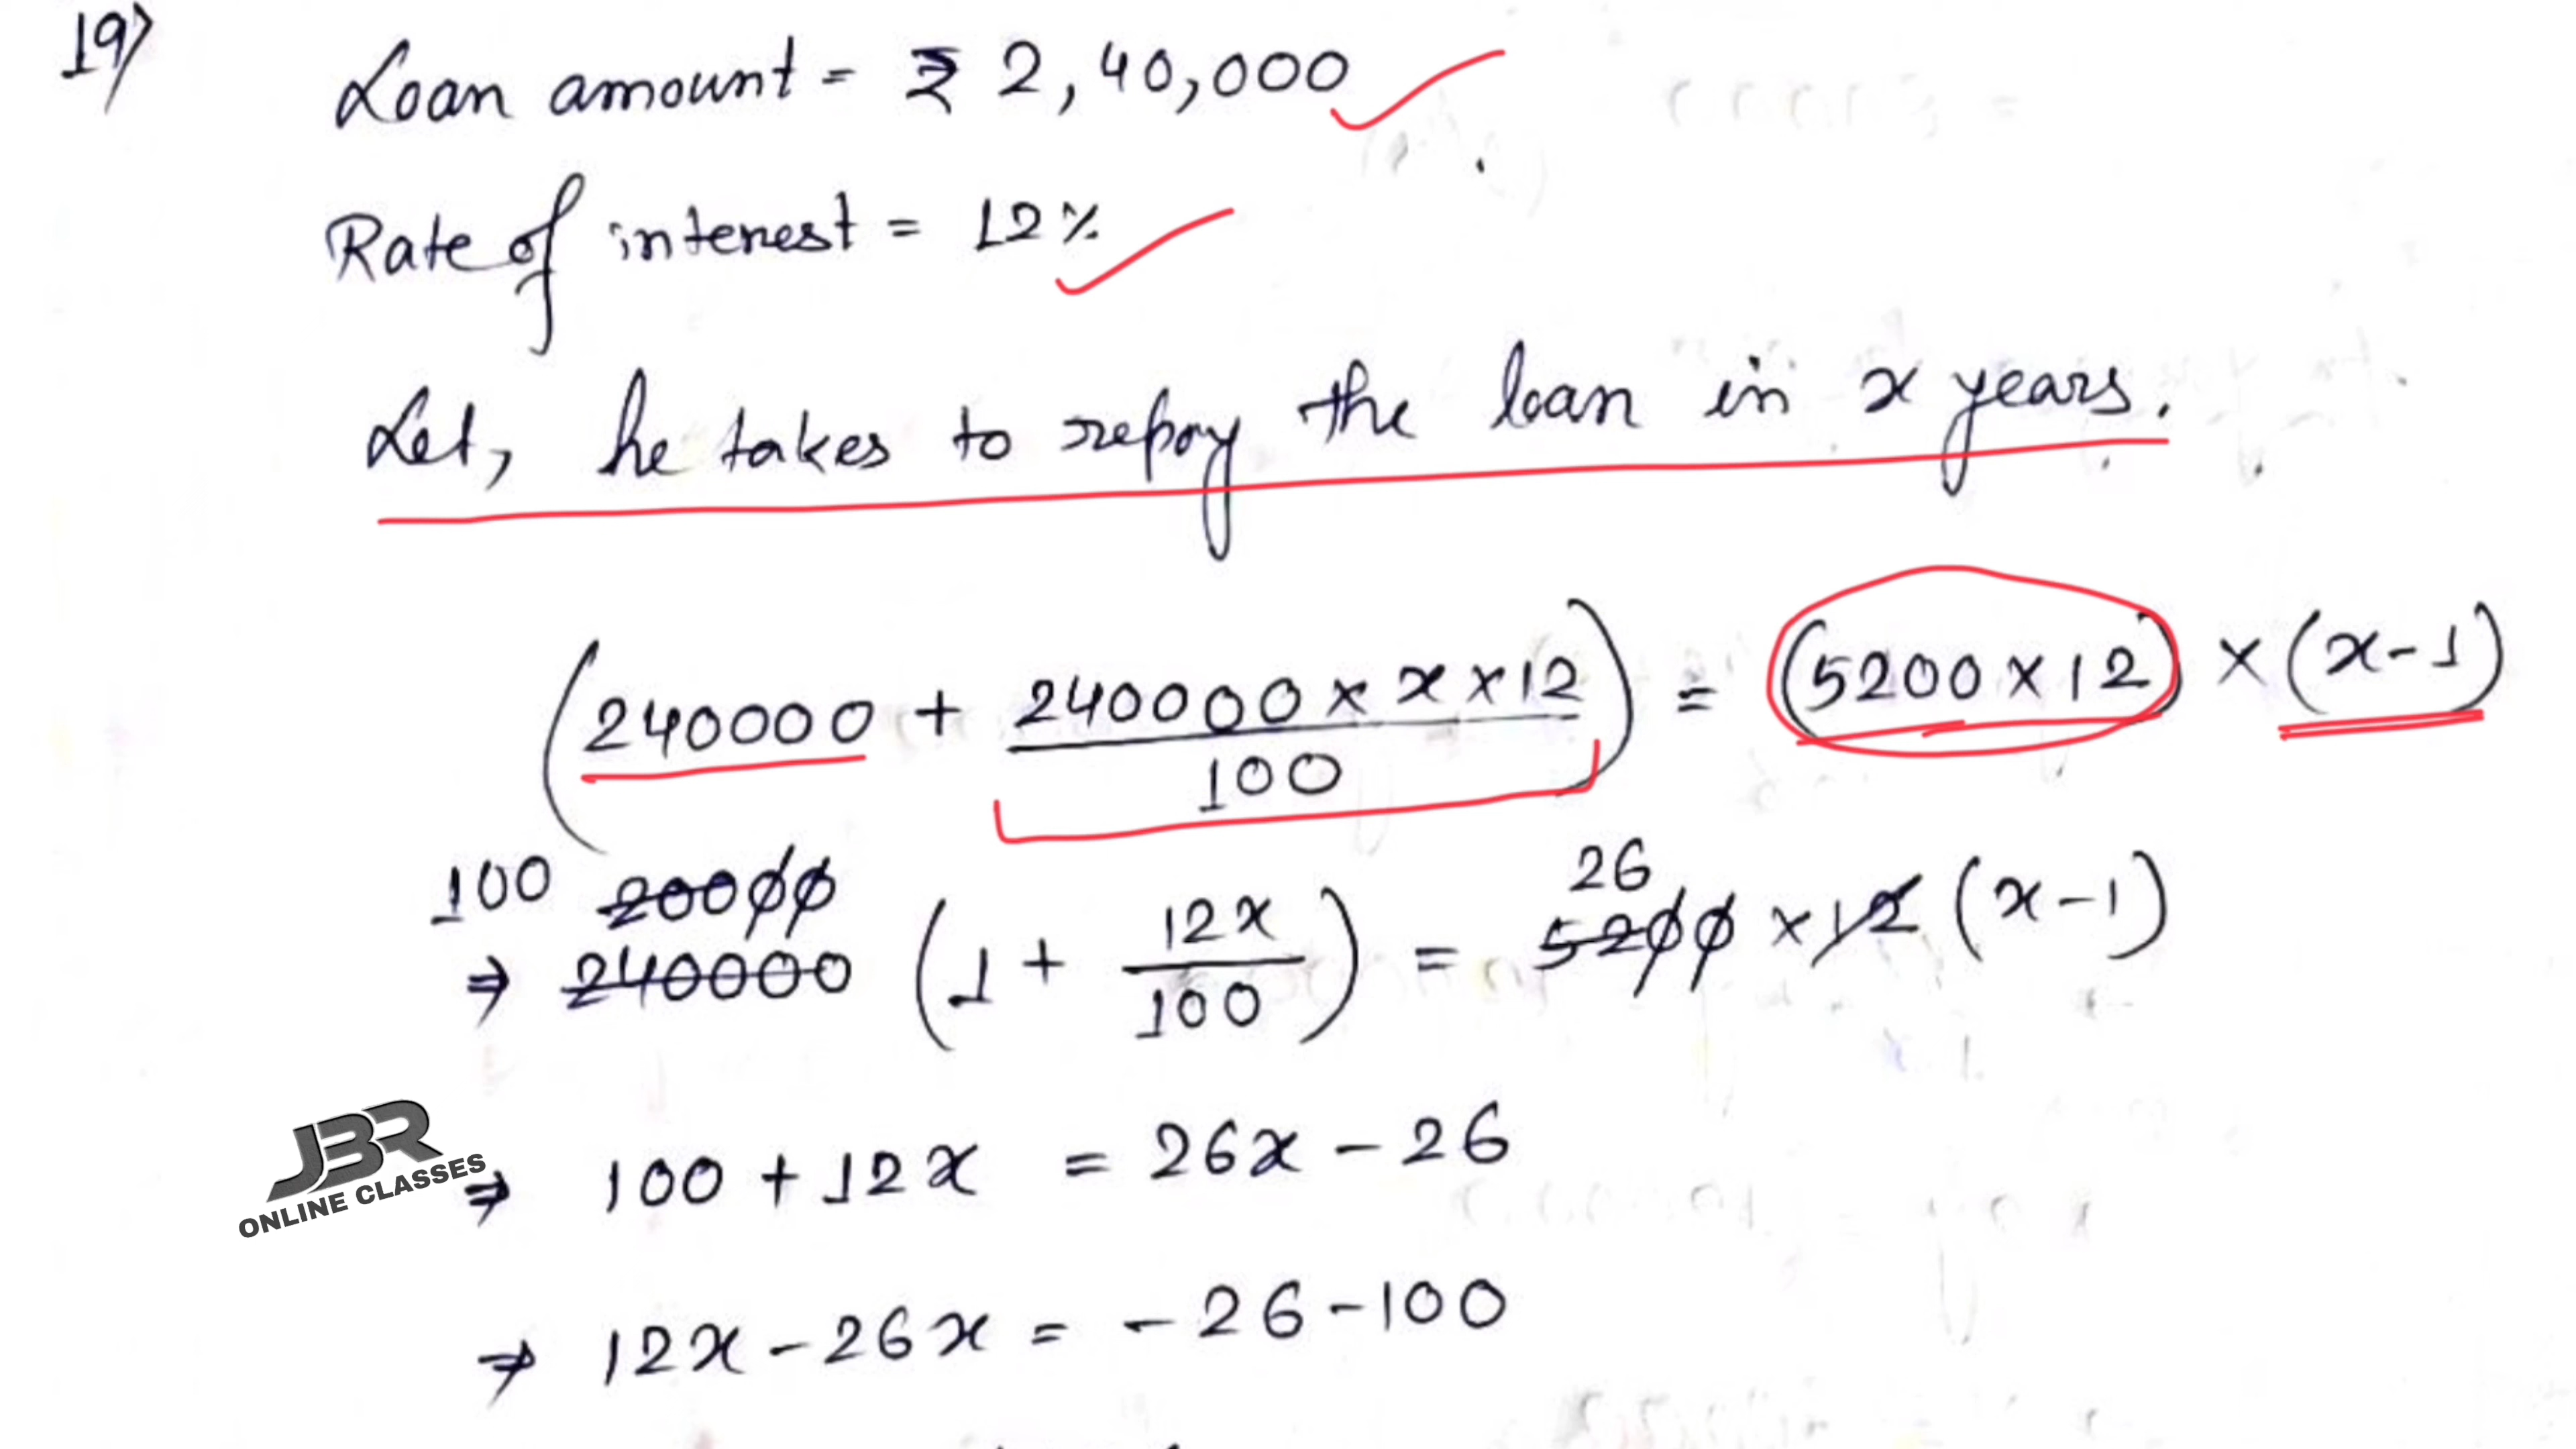 19)
Loan amount = ₹ 2,40,000
Rate of interest = 12%
Let, he takes to repay the loan in x years.
(240000 + 240000 × x × 12 / 100) = (5200 × 12) × (x-1)
100 20000 26
⇒ 240000 (1 + 12x / 100) = 5200 × 12 (x-1)
JBR
ONLINE CLASSES
⇒ 100 + 12x = 26x - 26
⇒ 12x - 26x = -26 - 100